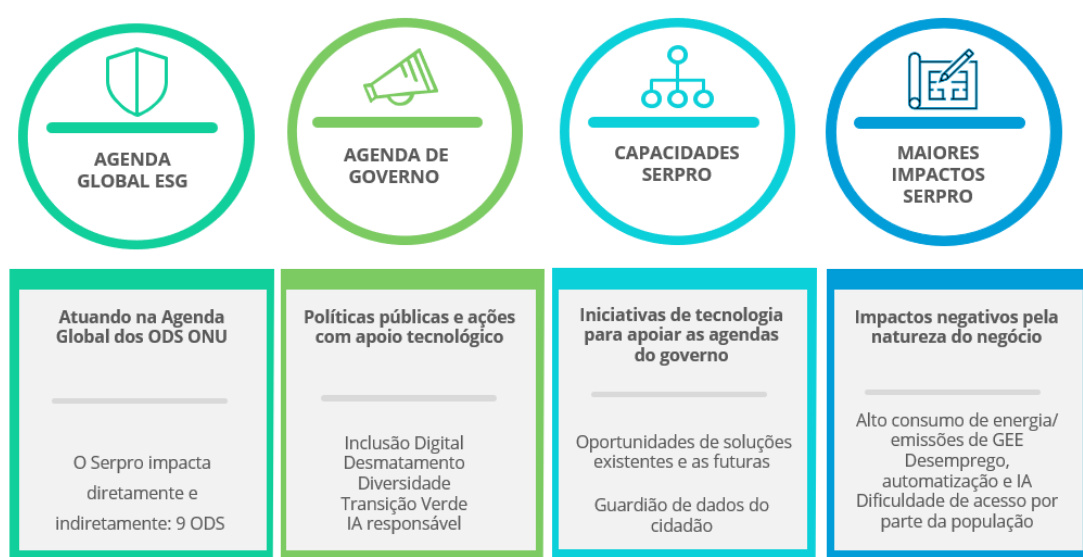 AGENDA
GLOBAL ESG
AGENDA DE
GOVERNO
CAPACIDADES
SERPRO
MAIORES
IMPACTOS
SERPRO
Atuando na Agenda
Global dos ODS ONU
O Serpro impacta
diretamente e
indiretamente: 9 ODS
Políticas públicas e ações
com apoio tecnológico
Inclusão Digital
Desmatamento
Diversidade
Transição Verde
IA responsável
Iniciativas de tecnologia
para apoiar as agendas
do governo
Oportunidades de soluções
existentes e as futuras
Guardião de dados do
cidadão
Impactos negativos pela
natureza do negócio
Alto consumo de energia/
emissões de GEE
Desemprego,
automatização e IA
Dificuldade de acesso por
parte da população